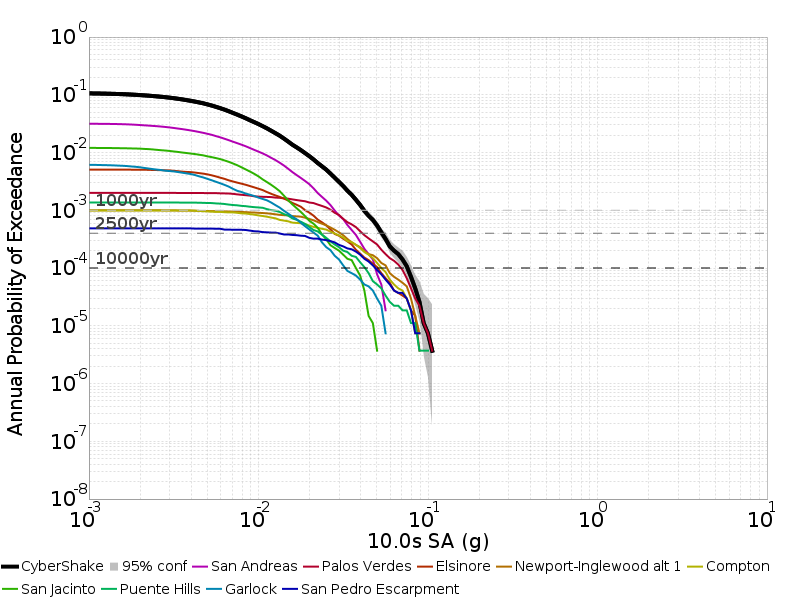 10^0
10^-1
10^-2
10^-3
10^-4
10^-5
10^-6
10^-7
10^-8
Annual Probability of Exceedance
1000yr
2500yr
10000yr
10^-3 10^-2 10^-1 10^0 10^1
10.0s SA (g)
CyberShake 95% conf San Andreas Palos Verdes Elsinore Newport-Inglewood alt 1 Compton
San Jacinto Puente Hills Garlock San Pedro Escarpment